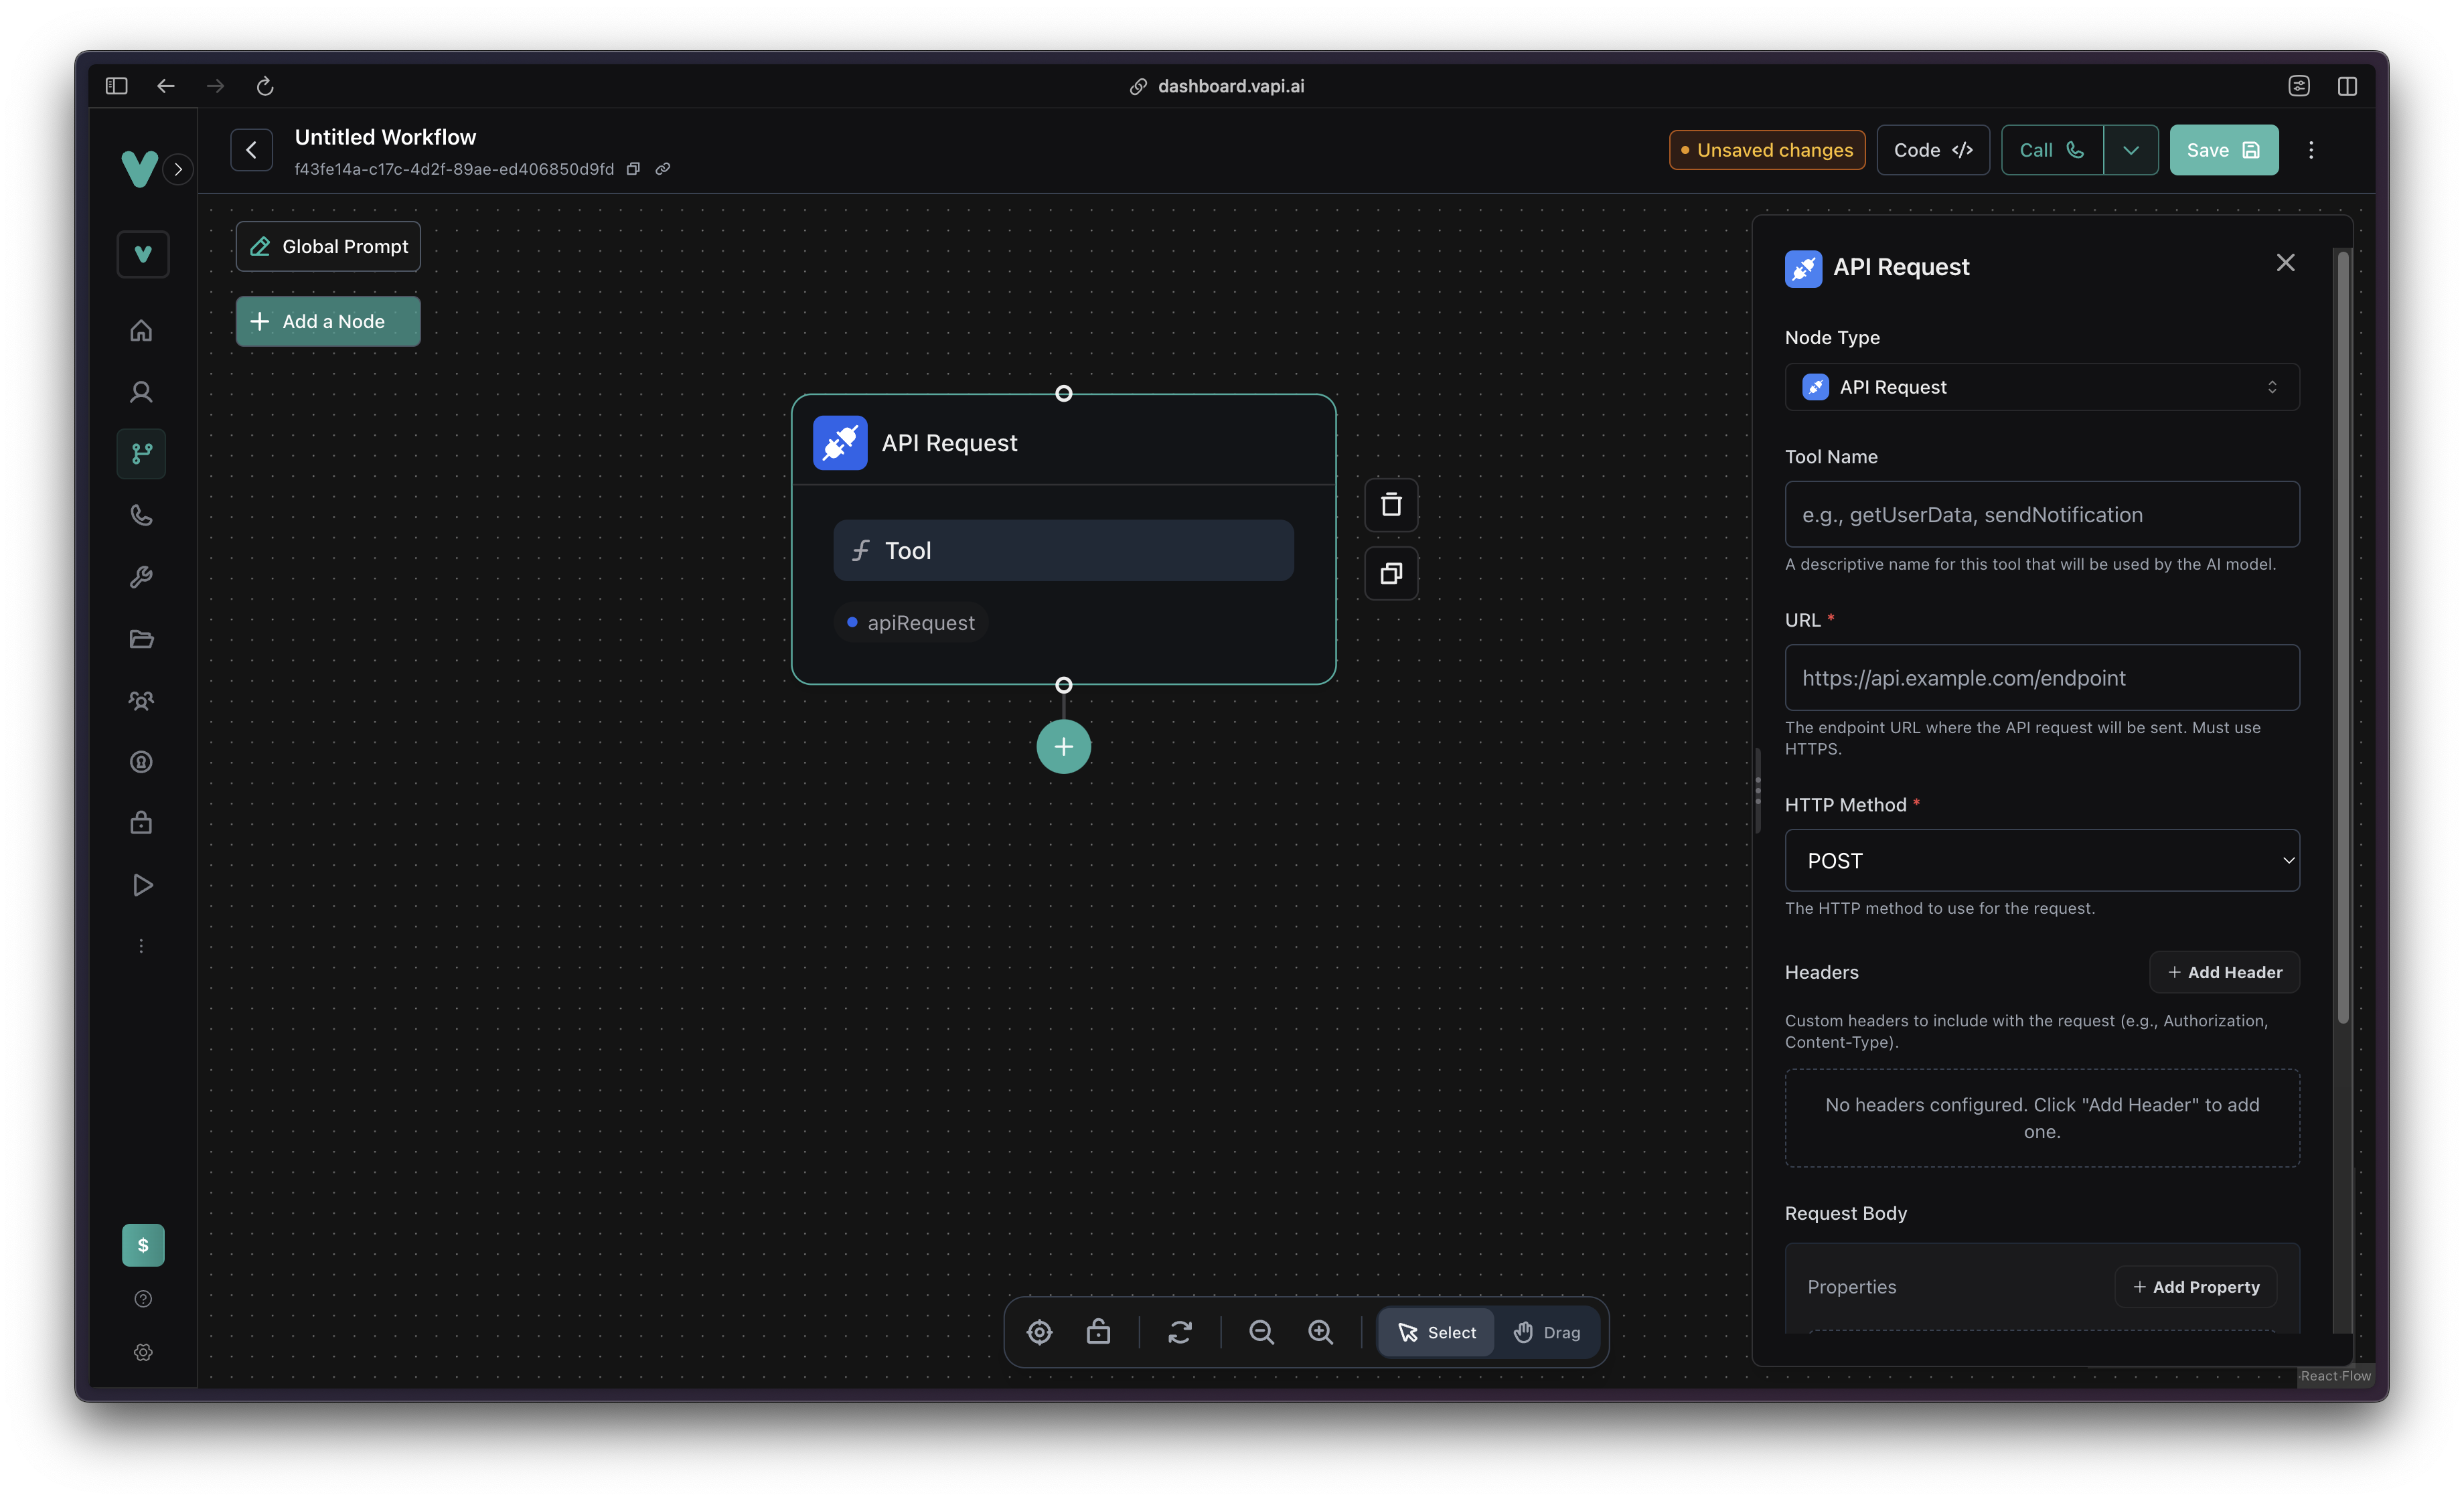 dashboard.vapi.ai
Untitled Workflow
f43fe14a-c17c-4d2f-89ae-ed406850d9fd
Unsaved changes
Code
Call
Save
Global Prompt
Add a Node
API Request
Tool
apiRequest
API Request
Node Type
API Request
Tool Name
e.g., getUserData, sendNotification
A descriptive name for this tool that will be used by the AI model.
URL *
https://api.example.com/endpoint
The endpoint URL where the API request will be sent. Must use
HTTPS.
HTTP Method *
POST
The HTTP method to use for the request.
Headers
+ Add Header
Custom headers to include with the request (e.g., Authorization,
Content-Type).
No headers configured. Click "Add Header" to add
one.
Request Body
Properties
+ Add Property
$
Select
Drag
React Flow